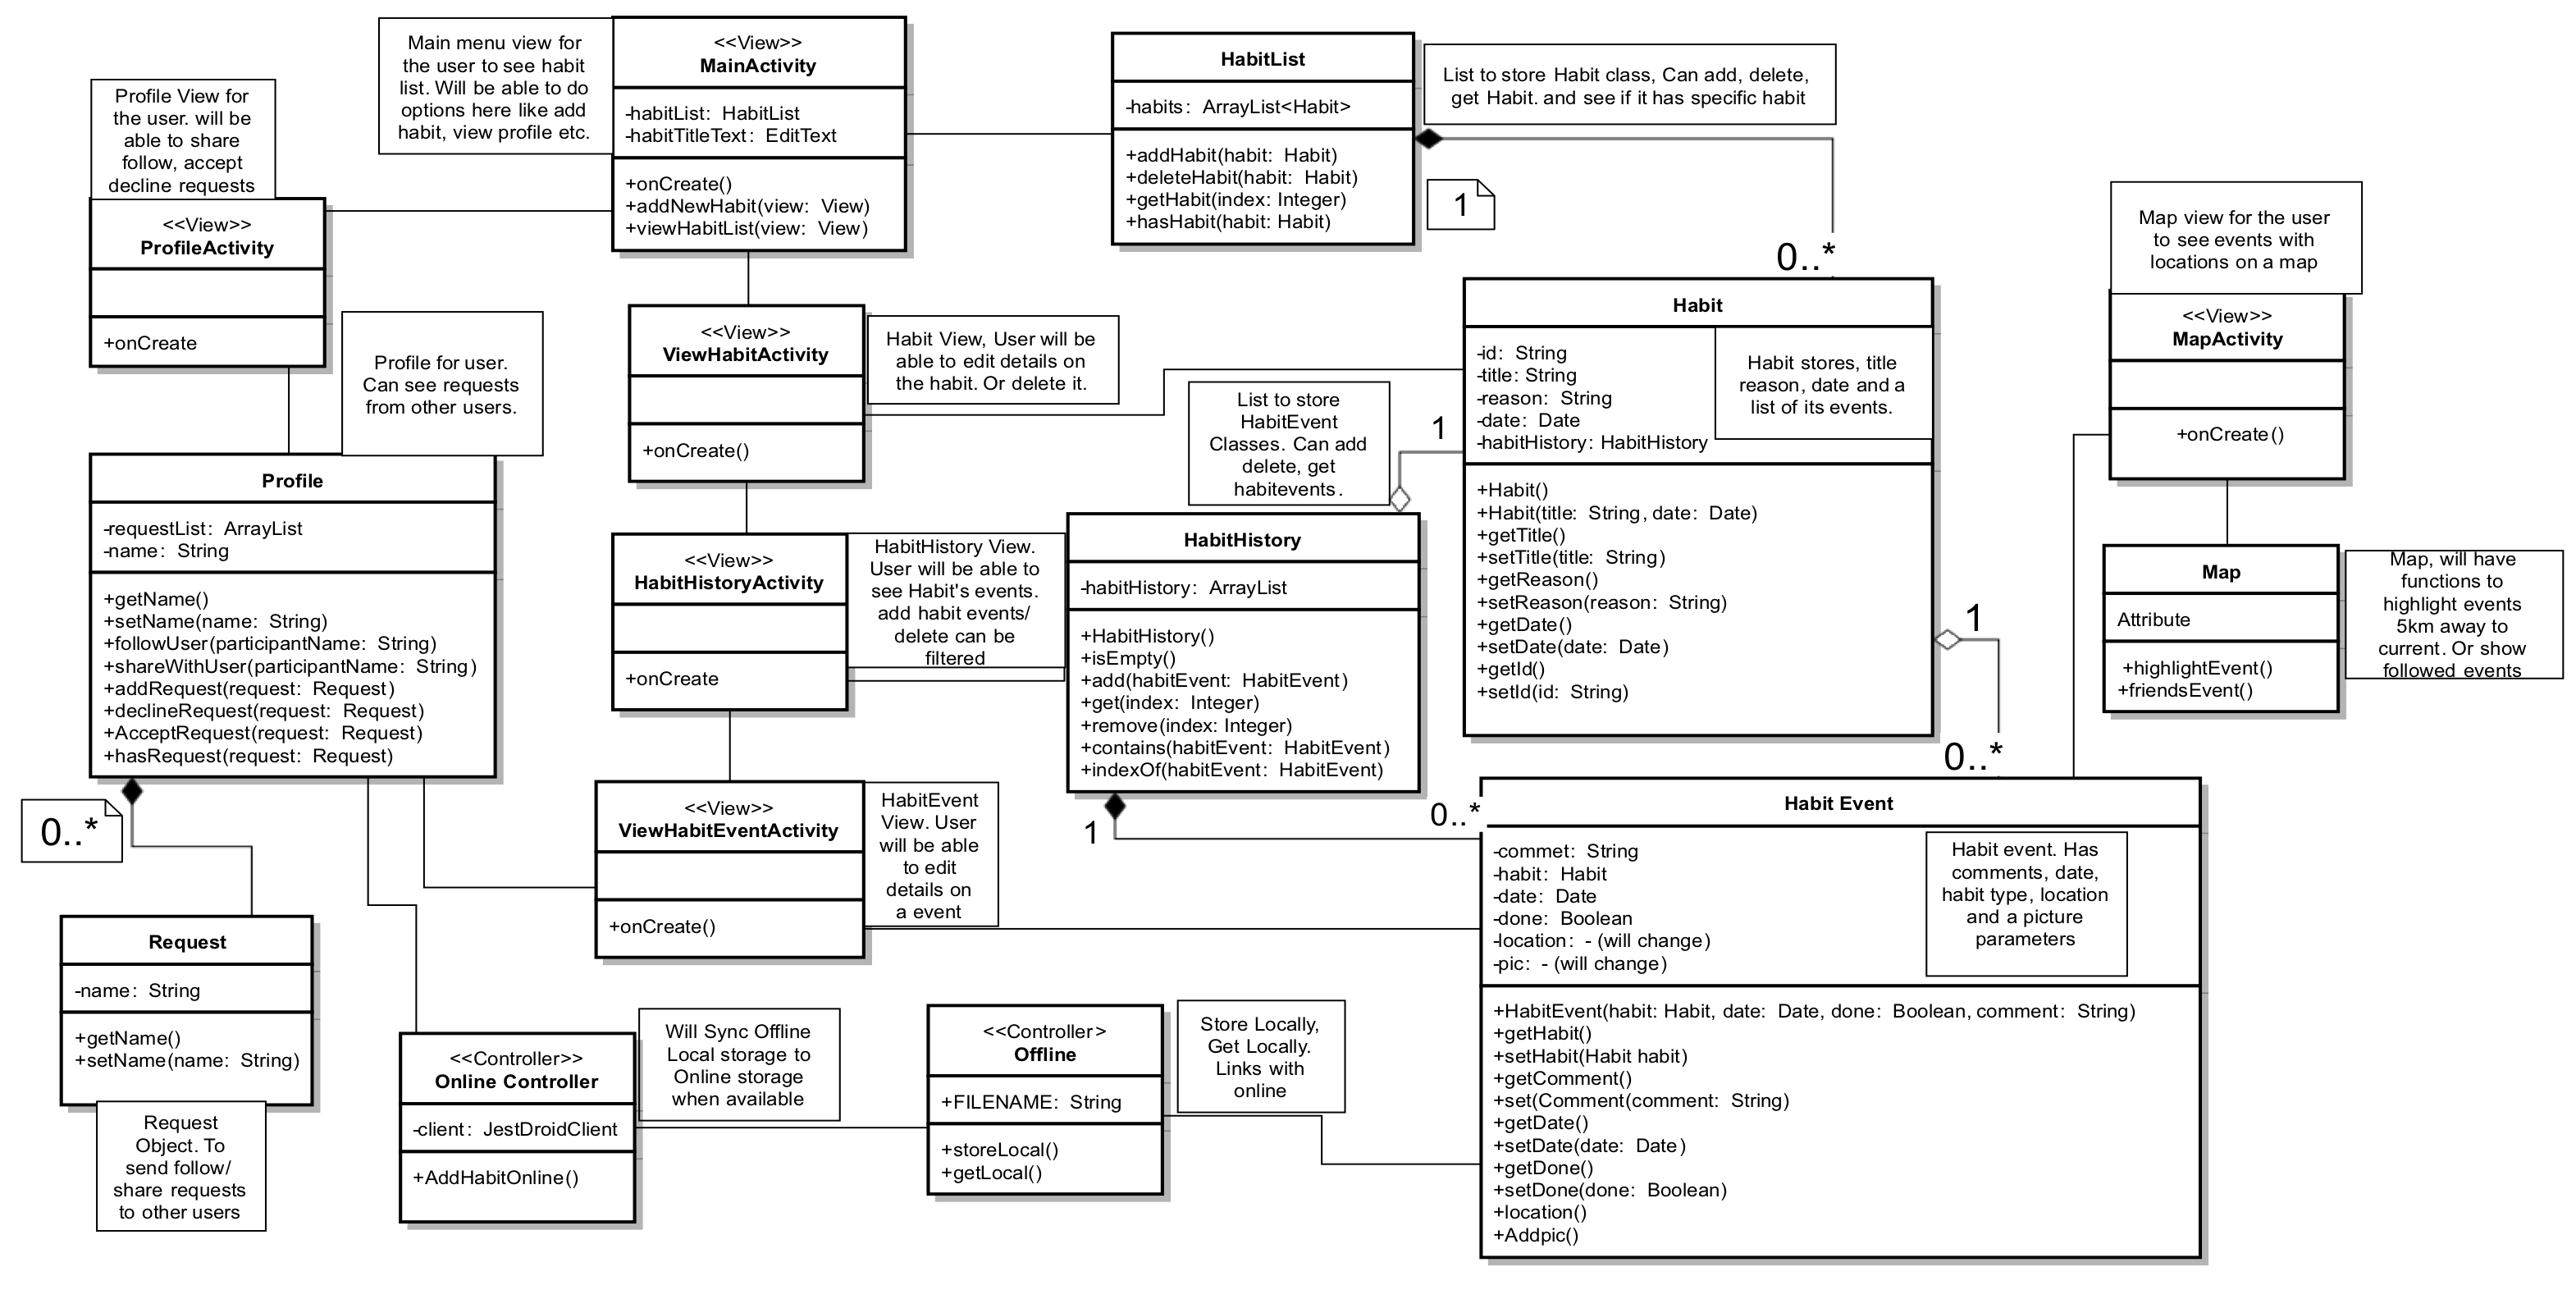 Main menu view for
the user to see habit
list. Will be able to do
options here like add
habit, view profile etc.
<<View>>
MainActivity
-habitList: HabitList
-habitTitleText: EditText
+onCreate()
+addNewHabit(view: View)
+viewHabitList(view: View)
HabitList
-habits: ArrayList<Habit>
+addHabit(habit: Habit)
+deleteHabit(habit: Habit)
+getHabit(index: Integer)
+hasHabit(habit: Habit)
List to store Habit class, Can add, delete,
get Habit. and see if it has specific habit
1
0..*
Profile View for
the user. will be
able to share
follow, accept
decline requests
<<View>>
ProfileActivity
+onCreate
Profile for user.
Can see requests
from other users.
<<View>>
ViewHabitActivity
+onCreate()
Habit View, User will be
able to edit details on
the habit. Or delete it.
Habit
-id: String
-title: String
-reason: String
-date: Date
-habitHistory: HabitHistory
Habit stores, title
reason, date and a
list of its events.
+Habit()
+Habit(title: String, date: Date)
+getTitle()
+setTitle(title: String)
+getReason()
+setReason(reason: String)
+getDate()
+setDate(date: Date)
+getId()
+setId(id: String)
Map view for the user
to see events with
locations on a map
<<View>>
MapActivity
+onCreate()
List to store
HabitEvent
Classes. Can add
delete, get
habitevents.
1
Profile
-requestList: ArrayList
-name: String
+getName()
+setName(name: String)
+followUser(participantName: String)
+shareWithUser(participantName: String)
+addRequest(request: Request)
+declineRequest(request: Request)
+AcceptRequest(request: Request)
+hasRequest(request: Request)
<<View>>
HabitHistoryActivity
+onCreate
HabitHistory View.
User will be able to
see Habit's events.
add habit events/
delete can be
filtered
HabitHistory
-habitHistory: ArrayList
+HabitHistory()
+isEmpty()
+add(habitEvent: HabitEvent)
+get(index: Integer)
+remove(index: Integer)
+contains(habitEvent: HabitEvent)
+indexOf(habitEvent: HabitEvent)
Map
Attribute
+highlightEvent()
+friendsEvent()
Map, will have
functions to
highlight events
5km away to
current. Or show
followed events
1
0..*
0..*
1
0..*
<<View>>
ViewHabitEventActivity
+onCreate()
HabitEvent
View. User
will be able
to edit
details on
a event
Habit Event
-commet: String
-habit: Habit
-date: Date
-done: Boolean
-location: - (will change)
-pic: - (will change)
Habit event. Has
comments, date,
habit type, location
and a picture
parameters
+HabitEvent(habit: Habit, date: Date, done: Boolean, comment: String)
+getHabit()
+setHabit(Habit habit)
+getComment()
+set(Comment(comment: String)
+getDate()
+setDate(date: Date)
+getDone()
+setDone(done: Boolean)
+location()
+Addpic()
Request
-name: String
+getName()
+setName(name: String)
Request
Object. To
send follow/
share requests
to other users
<<Controller>>
Online Controller
-client: JestDroidClient
+AddHabitOnline()
Will Sync Offline
Local storage to
Online storage
when available
<<Controller>
Offline
+FILENAME: String
+storeLocal()
+getLocal()
Store Locally,
Get Locally.
Links with
online